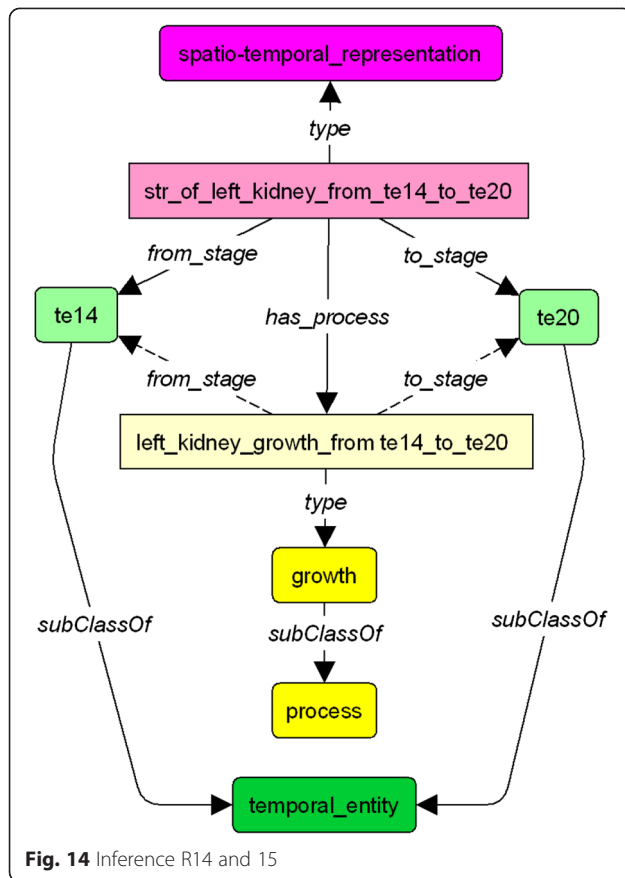 spatio-temporal_representation
type
str_of_left_kidney_from_te14_to_te20
from_stage
to_stage
te14
te20
has_process
from_stage
to_stage
left_kidney_growth_from te14_to_te20
type
growth
subClassOf
subClassOf
subClassOf
process
temporal_entity
Fig. 14 Inference R14 and 15